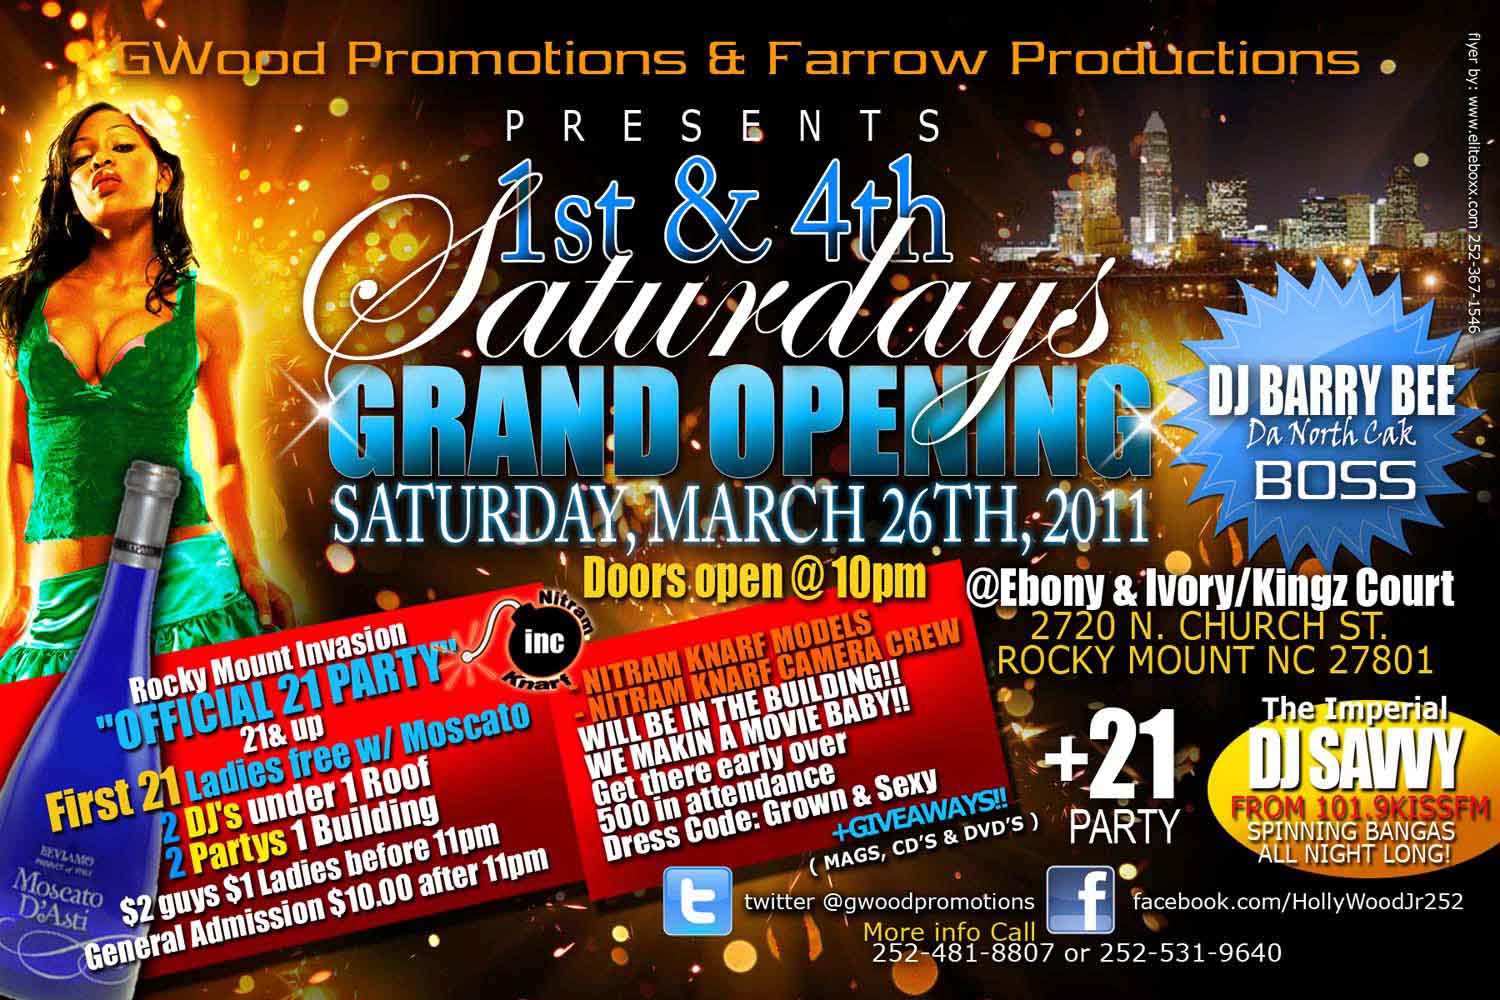 GWood Promotions & Farrow Productions
PRESENTS
1st & 4th
Saturdays
GRAND OPENING
SATURDAY, MARCH 26TH, 2011
Doors open @ 10pm
@Ebony & Ivory/Kingz Court
2720 N. CHURCH ST.
ROCKY MOUNT NC 27801
flyer by: www.eliteboxx.com 252-367-1546
DJ BARRY BEE
Da North Cak
BOSS
Rocky Mount Invasion
"OFFICIAL 21 PARTY"
21& up
First 21 Ladies free w/ Moscato
2 DJ's under 1 Roof
2 Partys 1 Building
$2 guys $1 Ladies before 11pm
General Admission $10.00 after 11pm
Nitram
inc
Knarf
- NITRAM KNARF MODELS
- NITRAM KNARF CAMERA CREW
WILL BE IN THE BUILDING!!
WE MAKIN A MOVIE BABY!!
Get there early over
500 in attendance
Dress Code: Grown & Sexy
+GIVEAWAYS!!
( MAGS, CD'S & DVD'S )
+21
PARTY
The Imperial
DJ SAVVY
FROM 101.9KISSFM
SPINNING BANGAS
ALL NIGHT LONG!
BEVIAMO
PRODUCT of ITALY
Moscato
D'Asti
twitter @gwoodpromotions
facebook.com/HollyWoodJr252
More info Call
252-481-8807 or 252-531-9640